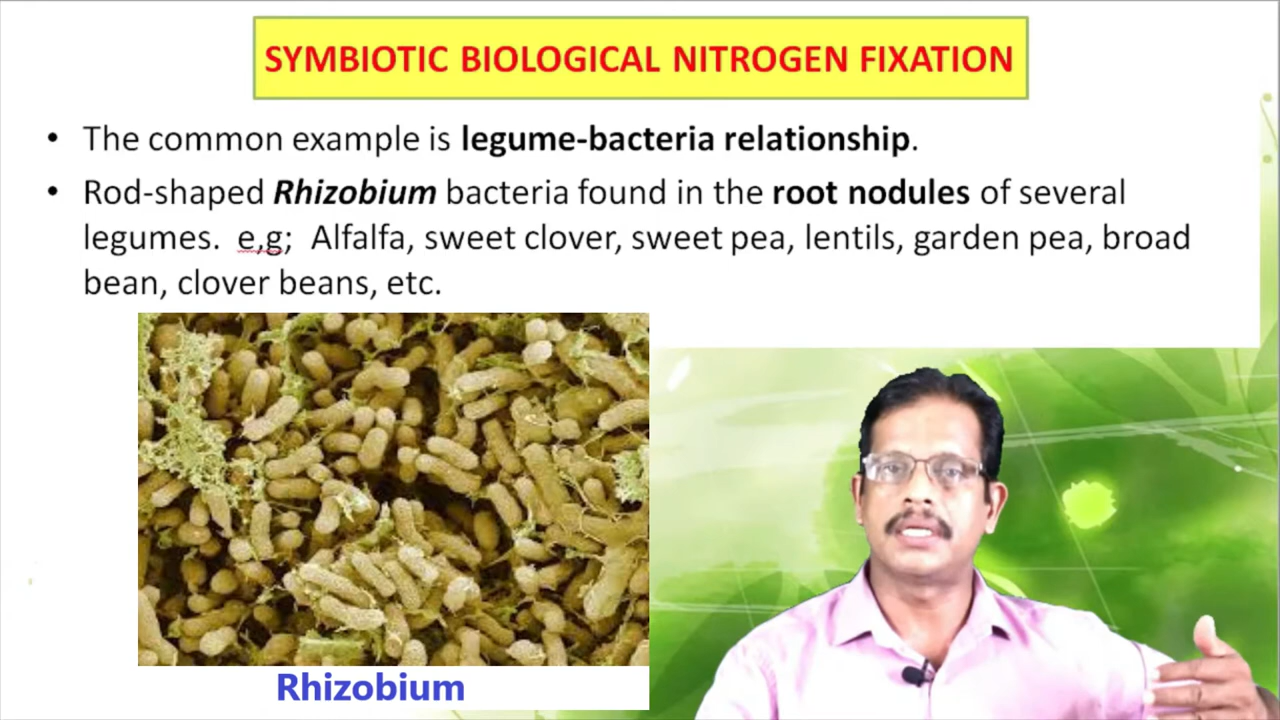 SYMBIOTIC BIOLOGICAL NITROGEN FIXATION
• The common example is legume-bacteria relationship.
• Rod-shaped Rhizobium bacteria found in the root nodules of several
legumes. e,g; Alfalfa, sweet clover, sweet pea, lentils, garden pea, broad
bean, clover beans, etc.
Rhizobium